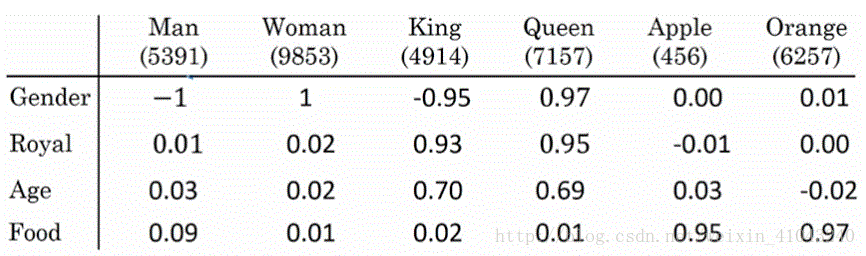 Man Woman King Queen Apple Orange
(5391) (9853) (4914) (7157) (456) (6257)
Gender −1 1 -0.95 0.97 0.00 0.01
Royal 0.01 0.02 0.93 0.95 -0.01 0.00
Age 0.03 0.02 0.70 0.69 0.03 -0.02
Food 0.09 0.01 0.02 0.01 0.95 0.97